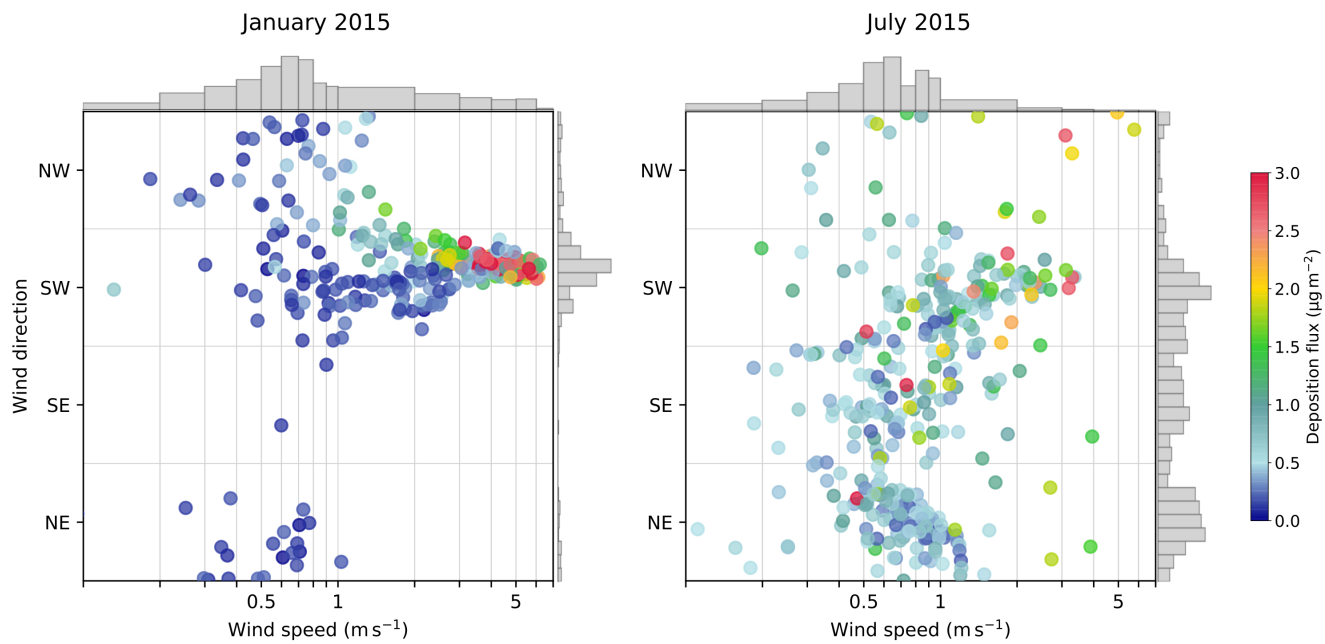 January 2015
July 2015
NW
SW
SE
NE
Wind direction
0.5
1
5
Wind speed (m s⁻¹)
NW
SW
SE
NE
0.5
1
5
Wind speed (m s⁻¹)
3.0
2.5
2.0
1.5
1.0
0.5
0.0
Deposition flux (µg m⁻²)